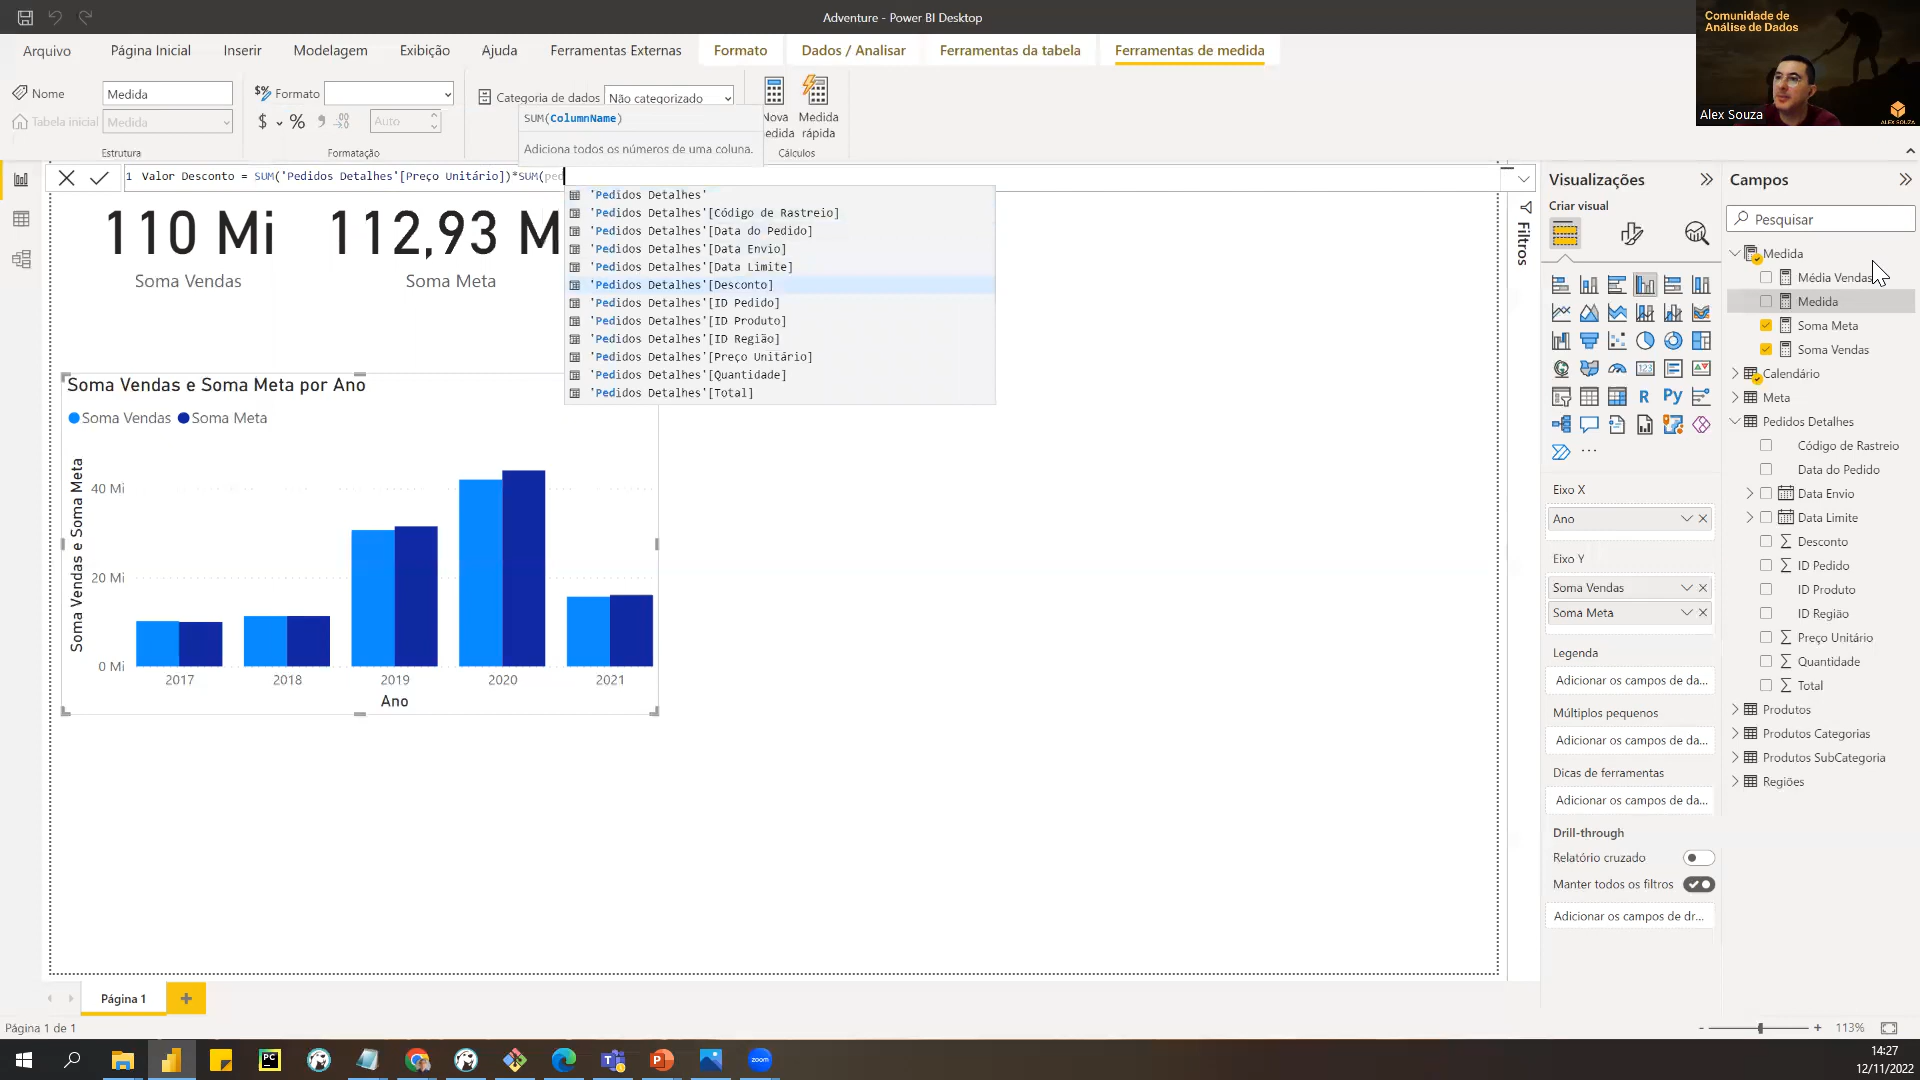 Adventure - Power BI Desktop
Comunidade de
Análise de Dados
Alex Souza
ALEX SOUZA
Arquivo
Página Inicial
Inserir
Modelagem
Exibição
Ajuda
Ferramentas Externas
Formato
Dados / Analisar
Ferramentas da tabela
Ferramentas de medida
Nome
Medida
Formato
Categoria de dados
Não categorizado
Tabela inicial
Medida
Auto
SUM(ColumnName)
Adiciona todos os números de uma coluna.
Nova
medida
Medida
rápida
Estrutura
Formatação
Cálculos
1 Valor Desconto = SUM('Pedidos Detalhes'[Preço Unitário])*SUM(ped
'Pedidos Detalhes'
'Pedidos Detalhes'[Código de Rastreio]
'Pedidos Detalhes'[Data do Pedido]
'Pedidos Detalhes'[Data Envio]
'Pedidos Detalhes'[Data Limite]
'Pedidos Detalhes'[Desconto]
'Pedidos Detalhes'[ID Pedido]
'Pedidos Detalhes'[ID Produto]
'Pedidos Detalhes'[ID Região]
'Pedidos Detalhes'[Preço Unitário]
'Pedidos Detalhes'[Quantidade]
'Pedidos Detalhes'[Total]
110 Mi
Soma Vendas
112,93 M
Soma Meta
Soma Vendas e Soma Meta por Ano
Soma Vendas
Soma Meta
Soma Vendas e Soma Meta
40 Mi
20 Mi
0 Mi
2017
2018
2019
2020
2021
Ano
Filtros
Visualizações
Criar visual
R
Py
123
...
Eixo X
Ano
Eixo Y
Soma Vendas
Soma Meta
Legenda
Adicionar os campos de da...
Múltiplos pequenos
Adicionar os campos de da...
Dicas de ferramentas
Adicionar os campos de da...
Drill-through
Relatório cruzado
Manter todos os filtros
Adicionar os campos de dr...
Campos
Pesquisar
Medida
Média Vendas
Medida
Soma Meta
Soma Vendas
Calendário
Meta
Pedidos Detalhes
Código de Rastreio
Data do Pedido
Data Envio
Data Limite
Desconto
ID Pedido
ID Produto
ID Região
Preço Unitário
Quantidade
Total
Produtos
Produtos Categorias
Produtos SubCategoria
Regiões
Página 1
Página 1 de 1
- + 113%
PC
zoom
14:27
12/11/2022